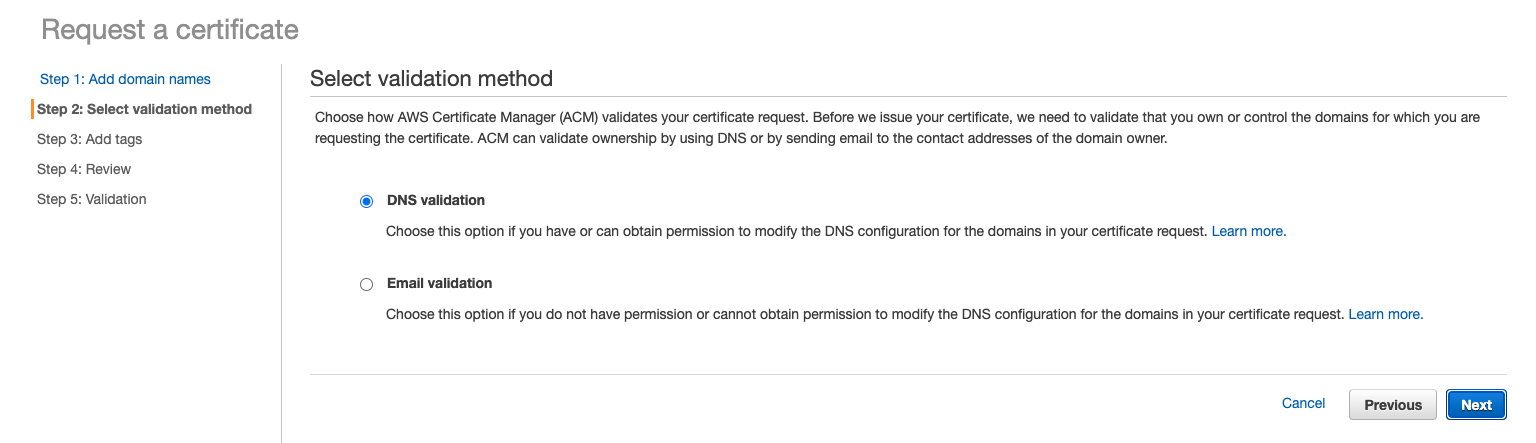 Request a certificate
Step 1: Add domain names
Step 2: Select validation method
Step 3: Add tags
Step 4: Review
Step 5: Validation
Select validation method
Choose how AWS Certificate Manager (ACM) validates your certificate request. Before we issue your certificate, we need to validate that you own or control the domains for which you are
requesting the certificate. ACM can validate ownership by using DNS or by sending email to the contact addresses of the domain owner.
DNS validation
Choose this option if you have or can obtain permission to modify the DNS configuration for the domains in your certificate request. Learn more.
Email validation
Choose this option if you do not have permission or cannot obtain permission to modify the DNS configuration for the domains in your certificate request. Learn more.
Cancel Previous Next